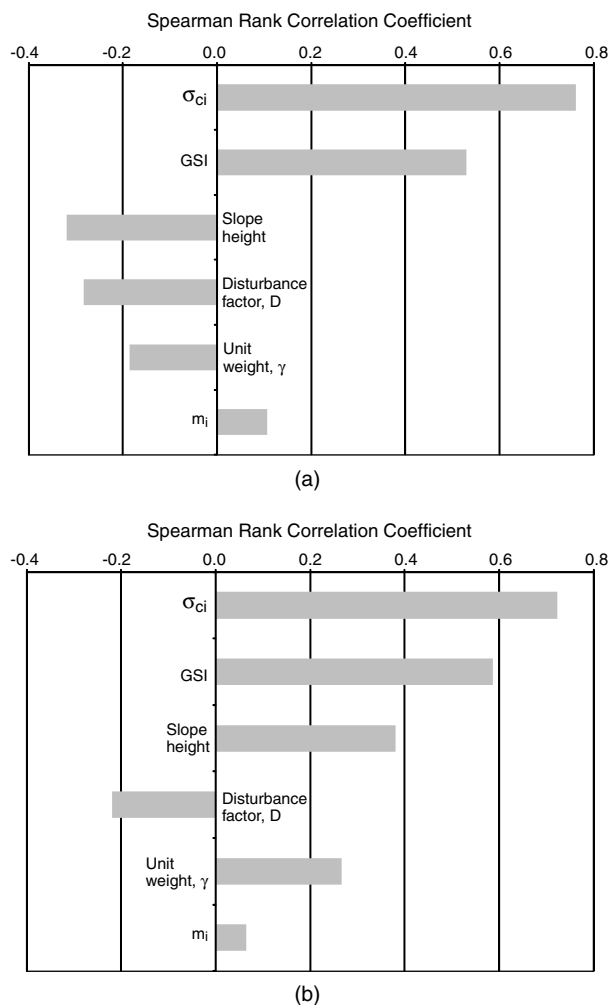 Spearman Rank Correlation Coefficient
-0.4 -0.2 0.0 0.2 0.4 0.6 0.8
σci
GSI
Slope
height
Disturbance
factor, D
Unit
weight, γ
mi
(a)
Spearman Rank Correlation Coefficient
-0.4 -0.2 0.0 0.2 0.4 0.6 0.8
σci
GSI
Slope
height
Disturbance
factor, D
Unit
weight, γ
mi
(b)